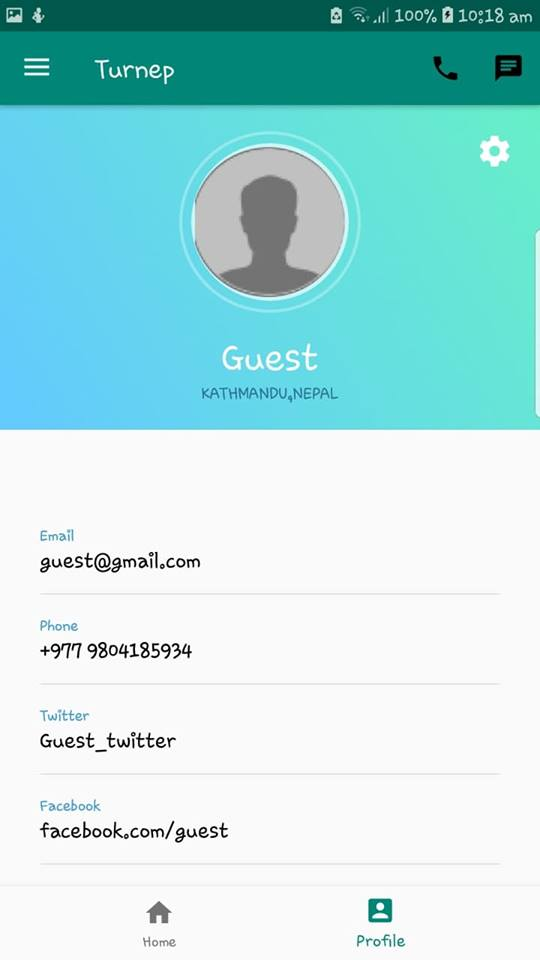 100% 10:18 am
Turnep
Guest
KATHMANDU,NEPAL
Email
guest@gmail.com
Phone
+977 9804185934
Twitter
Guest_twitter
Facebook
facebook.com/guest
Home
Profile